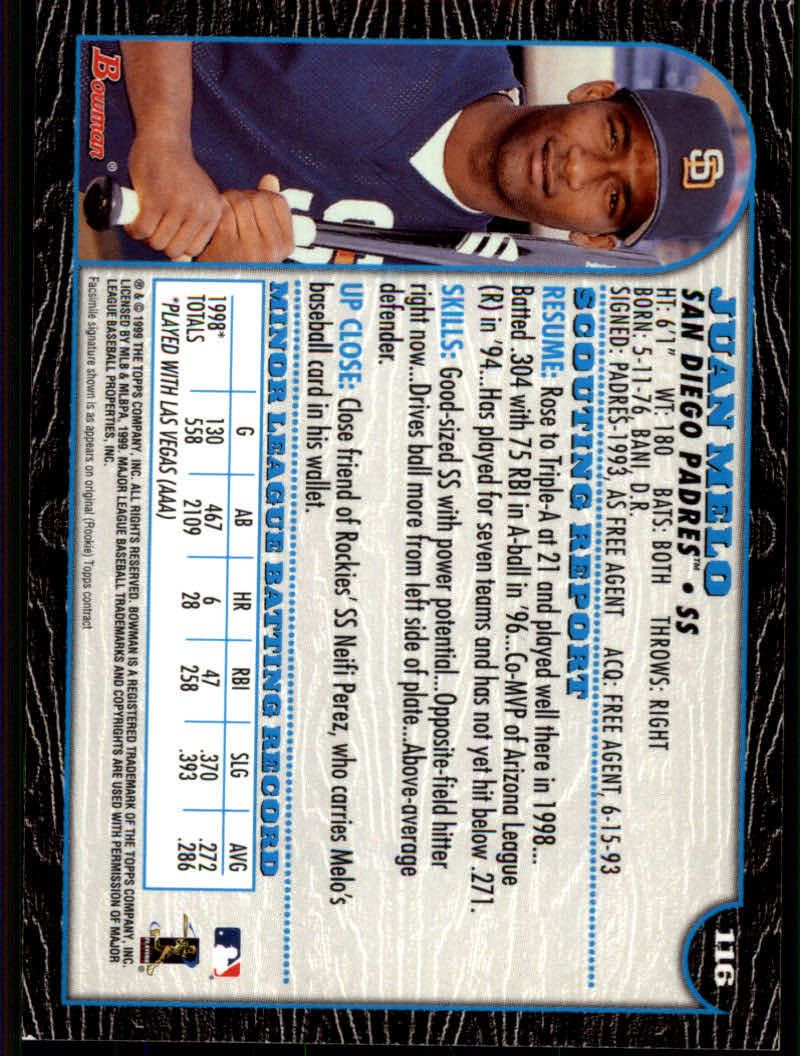 116
JUAN MELO
SAN DIEGO PADRES™ • SS
HT: 6'1" WT: 180 BATS: BOTH THROWS: RIGHT
BORN: 5-11-76, BANI, D.R.
SIGNED: PADRES-1993, AS FREE AGENT ACQ: FREE AGENT, 6-15-93
SCOUTING REPORT
RESUME: Rose to Triple-A at 21 and played well there in 1998...
Batted .304 with 75 RBI in A-ball in '96...Co-MVP of Arizona League
(R) in '94...Has played for seven teams and has not yet hit below .271.
SKILLS: Good-sized SS with power potential...Opposite-field hitter
right now...Drives ball more from left side of plate...Above-average
defender.
UP CLOSE: Close friend of Rockies' SS Neifi Perez, who carries Melo's
baseball card in his wallet.
MINOR LEAGUE BATTING RECORD
G AB HR RBI SLG AVG
1998* 130 467 6 47 .370 .272
TOTALS 558 2109 28 258 .393 .286
*PLAYED WITH LAS VEGAS (AAA)
® & © 1999 THE TOPPS COMPANY, INC. ALL RIGHTS RESERVED. BOWMAN IS A REGISTERED TRADEMARK OF THE TOPPS COMPANY, INC.
LICENSED BY MLB & MLBPA, 1999. MAJOR LEAGUE BASEBALL TRADEMARKS AND COPYRIGHTS ARE USED WITH PERMISSION OF MAJOR
LEAGUE BASEBALL PROPERTIES, INC.
Facsimile signature shown is as appears on original (Rookie) Topps contract
Bowman®
SD